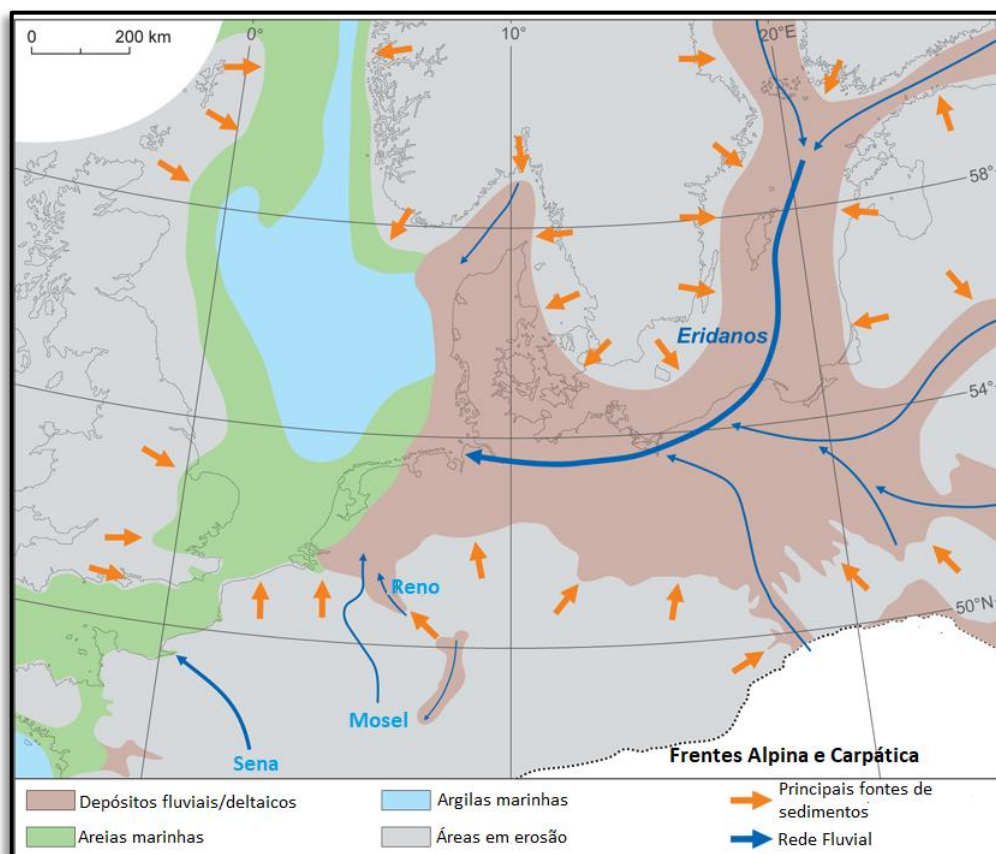 0 200 km
0°
10°
20°E
58°
Eridanos
54°
Reno
50°N
Mosel
Sena
Frentes Alpina e Carpática
Depósitos fluviais/deltaicos
Argilas marinhas
Principais fontes de
sedimentos
Areias marinhas
Áreas em erosão
Rede Fluvial